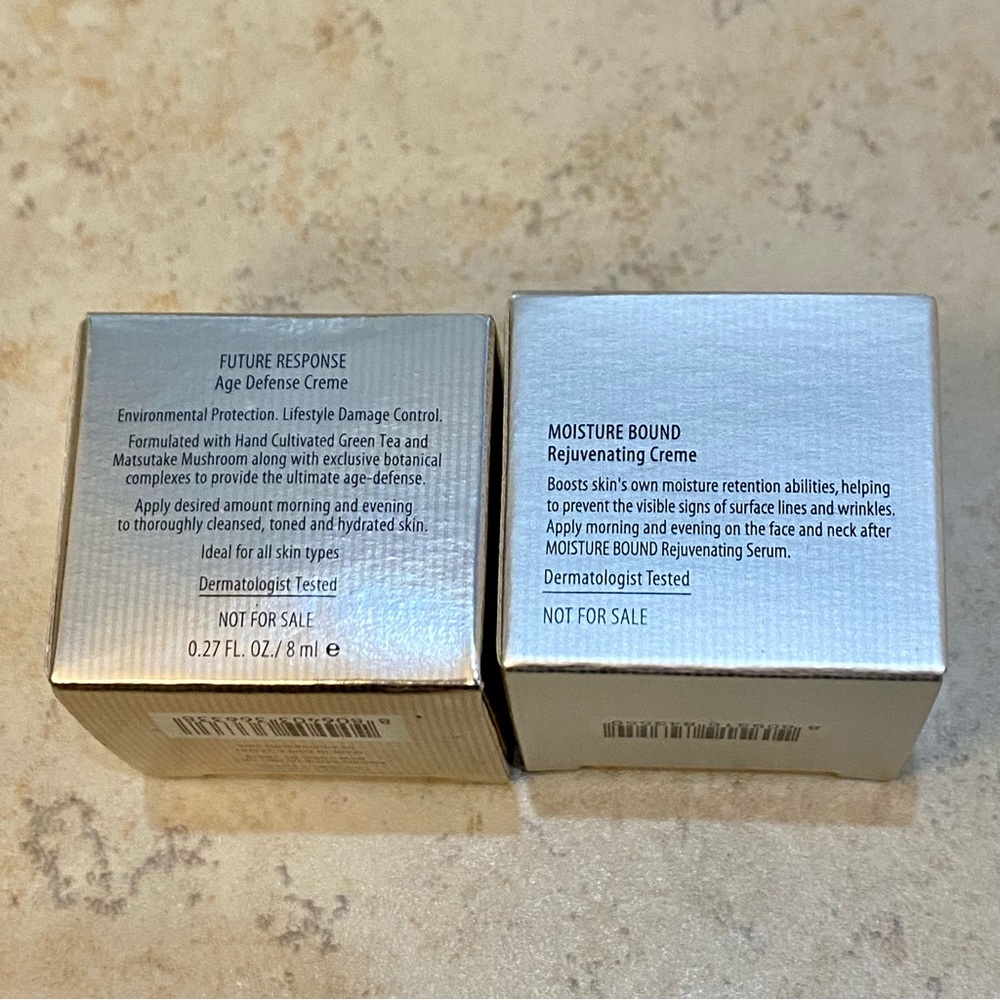 FUTURE RESPONSE
Age Defense Creme
Environmental Protection. Lifestyle Damage Control.
Formulated with Hand Cultivated Green Tea and
Matsutake Mushroom along with exclusive botanical
complexes to provide the ultimate age-defense.
Apply desired amount morning and evening
to thoroughly cleansed, toned and hydrated skin.
Ideal for all skin types
Dermatologist Tested
NOT FOR SALE
0.27 FL. OZ./ 8 ml ℮
MOISTURE BOUND
Rejuvenating Creme
Boosts skin's own moisture retention abilities, helping
to prevent the visible signs of surface lines and wrinkles.
Apply morning and evening on the face and neck after
MOISTURE BOUND Rejuvenating Serum.
Dermatologist Tested
NOT FOR SALE